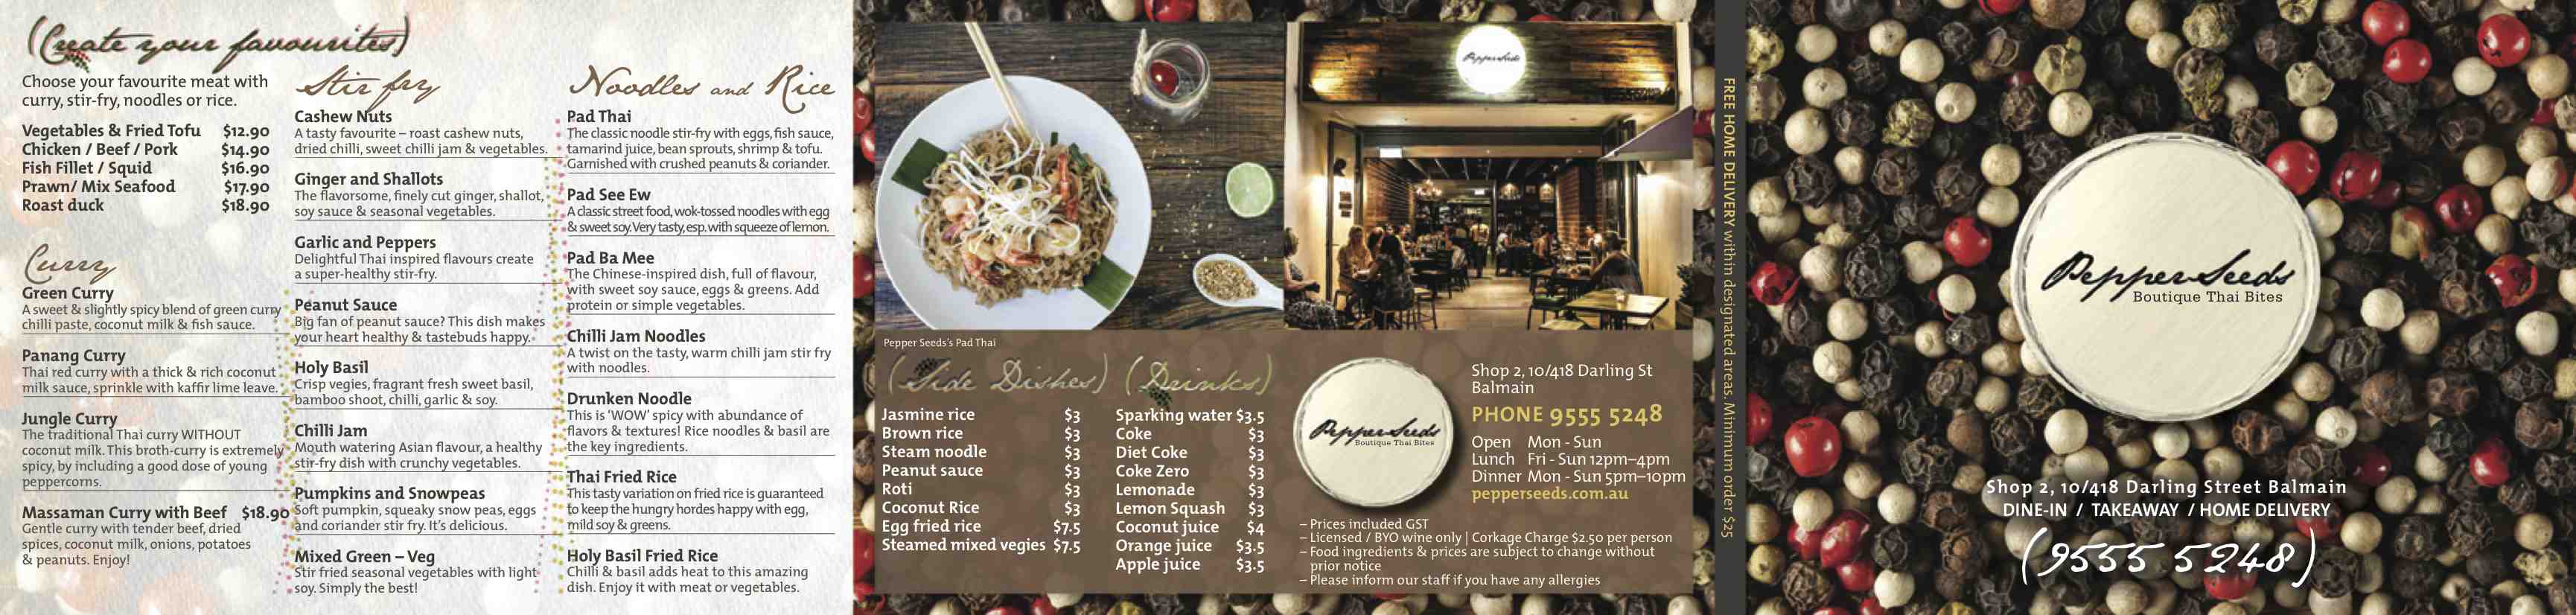 (Create your favourites)
Choose your favourite meat with
curry, stir-fry, noodles or rice.
Vegetables & Fried Tofu $12.90
Chicken / Beef / Pork $14.90
Fish Fillet / Squid $16.90
Prawn/ Mix Seafood $17.90
Roast duck $18.90
Curry
Green Curry
A sweet & slightly spicy blend of green curry
chilli paste, coconut milk & fish sauce.
Panang Curry
Thai red curry with a thick & rich coconut
milk sauce, sprinkle with kaffir lime leave.
Jungle Curry
The traditional Thai curry WITHOUT
coconut milk. This broth-curry is extremely
spicy, by including a good dose of young
peppercorns.
Massaman Curry with Beef $18.90
Gentle curry with tender beef, dried
spices, coconut milk, onions, potatoes
& peanuts. Enjoy!
Stir fry
Cashew Nuts
A tasty favourite – roast cashew nuts,
dried chilli, sweet chilli jam & vegetables.
Ginger and Shallots
The flavorsome, finely cut ginger, shallot,
soy sauce & seasonal vegetables.
Garlic and Peppers
Delightful Thai inspired flavours create
a super-healthy stir-fry.
Peanut Sauce
Big fan of peanut sauce? This dish makes
your heart healthy & tastebuds happy.
Holy Basil
Crisp vegies, fragrant fresh sweet basil,
bamboo shoot, chilli, garlic & soy.
Chilli Jam
Mouth watering Asian flavour, a healthy
stir-fry dish with crunchy vegetables.
Pumpkins and Snowpeas
Soft pumpkin, squeaky snow peas, eggs
and coriander stir fry. It's delicious.
Mixed Green – Veg
Stir fried seasonal vegetables with light
soy. Simply the best!
Noodles and Rice
Pad Thai
The classic noodle stir-fry with eggs, fish sauce,
tamarind juice, bean sprouts, shrimp & tofu.
Garnished with crushed peanuts & coriander.
Pad See Ew
A classic street food, wok-tossed noodles with egg
& sweet soy. Very tasty, esp. with squeeze of lemon.
Pad Ba Mee
The Chinese-inspired dish, full of flavour,
with sweet soy sauce, eggs & greens. Add
protein or simple vegetables.
Chilli Jam Noodles
A twist on the tasty, warm chilli jam stir fry
with noodles.
Drunken Noodle
This is 'WOW' spicy with abundance of
flavors & textures! Rice noodles & basil are
the key ingredients.
Thai Fried Rice
This tasty variation on fried rice is guaranteed
to keep the hungry hordes happy with egg,
mild soy & greens.
Holy Basil Fried Rice
Chilli & basil adds heat to this amazing
dish. Enjoy it with meat or vegetables.
PepperSeeds
Pepper Seeds's Pad Thai
(Side Dishes)
Jasmine rice $3
Brown rice $3
Steam noodle $3
Peanut sauce $3
Roti $3
Coconut Rice $3
Egg fried rice $7.5
Steamed mixed vegies $7.5
(Drinks)
Sparking water $3.5
Coke $3
Diet Coke $3
Coke Zero $3
Lemonade $3
Lemon Squash $3
Coconut juice $4
Orange juice $3.5
Apple juice $3.5
PepperSeeds
Boutique Thai Bites
Shop 2, 10/418 Darling St
Balmain
PHONE 9555 5248
Open Mon - Sun
Lunch Fri - Sun 12pm–4pm
Dinner Mon - Sun 5pm–10pm
pepperseeds.com.au
– Prices included GST
– Licensed / BYO wine only | Corkage Charge $2.50 per person
– Food ingredients & prices are subject to change without
prior notice
– Please inform our staff if you have any allergies
FREE HOME DELIVERY within designated areas. Minimum order $25
PepperSeeds
Boutique Thai Bites
Shop 2, 10/418 Darling Street Balmain
DINE-IN / TAKEAWAY / HOME DELIVERY
(9555 5248)